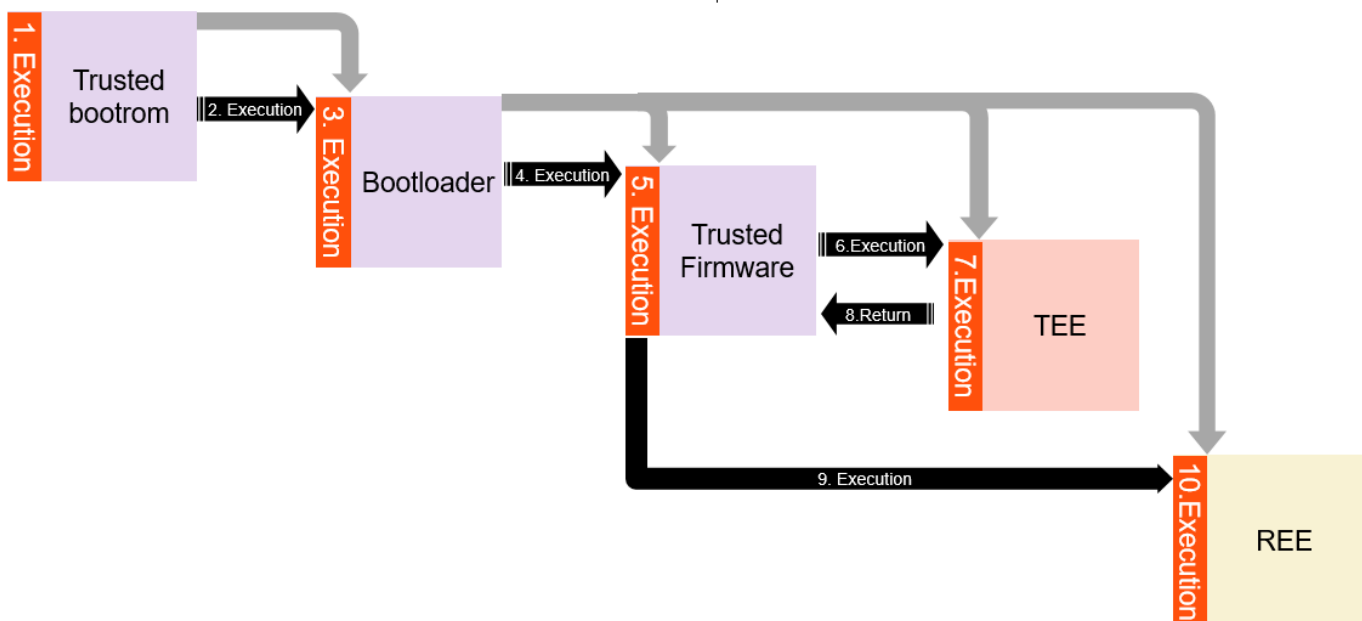 1. Execution
Trusted
bootrom
2. Execution
3. Execution
Bootloader
4. Execution
5. Execution
Trusted
Firmware
6.Execution
8.Return
7.Execution
TEE
9. Execution
10.Execution
REE